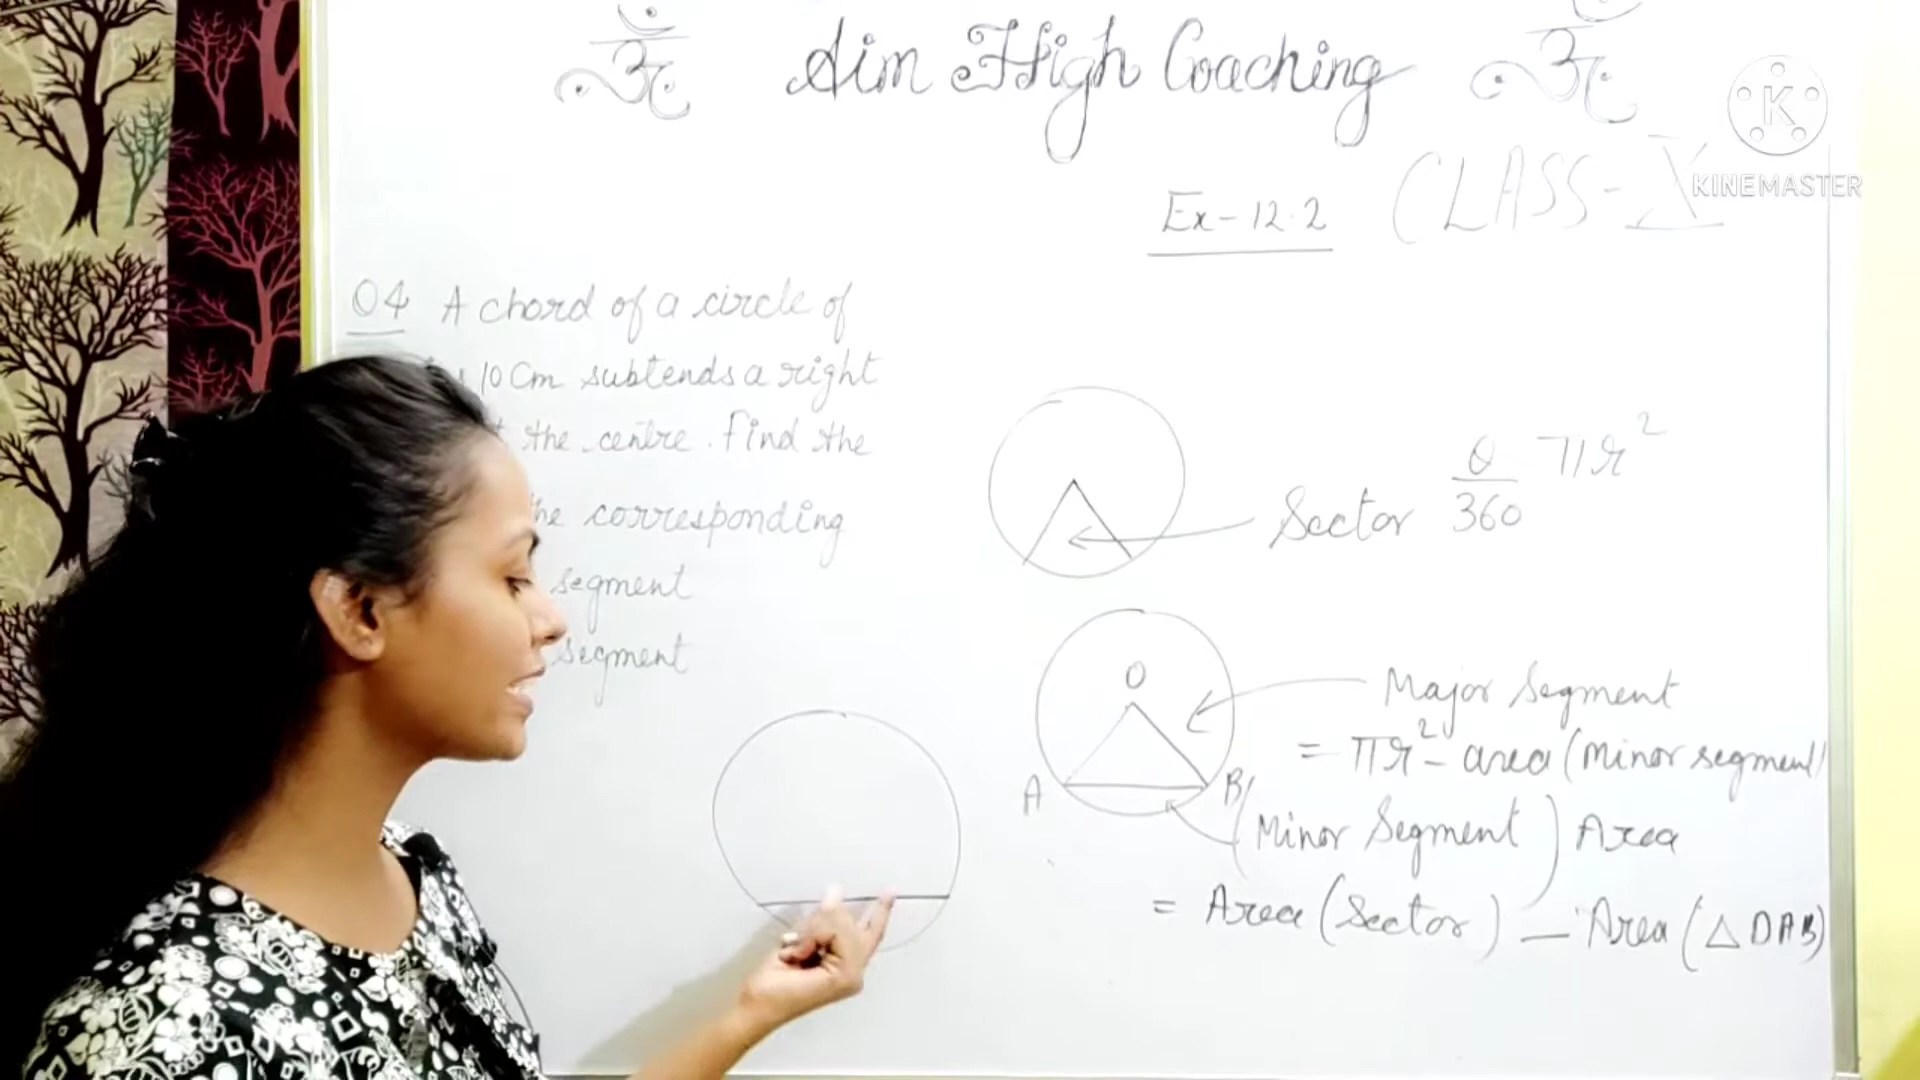 ॐ Aim High Coaching ॐ
KINEMASTER
CLASS-X
Ex-12.2
Q4 A chord of a circle of
10 Cm subtends a right
the centre. Find the
the corresponding
segment
segment
Sector θ/360 πr²
O
A
B
Major Segment
= πr² - area (Minor segment)
(Minor Segment) Area
= Area (Sector) - Area (△OAB)